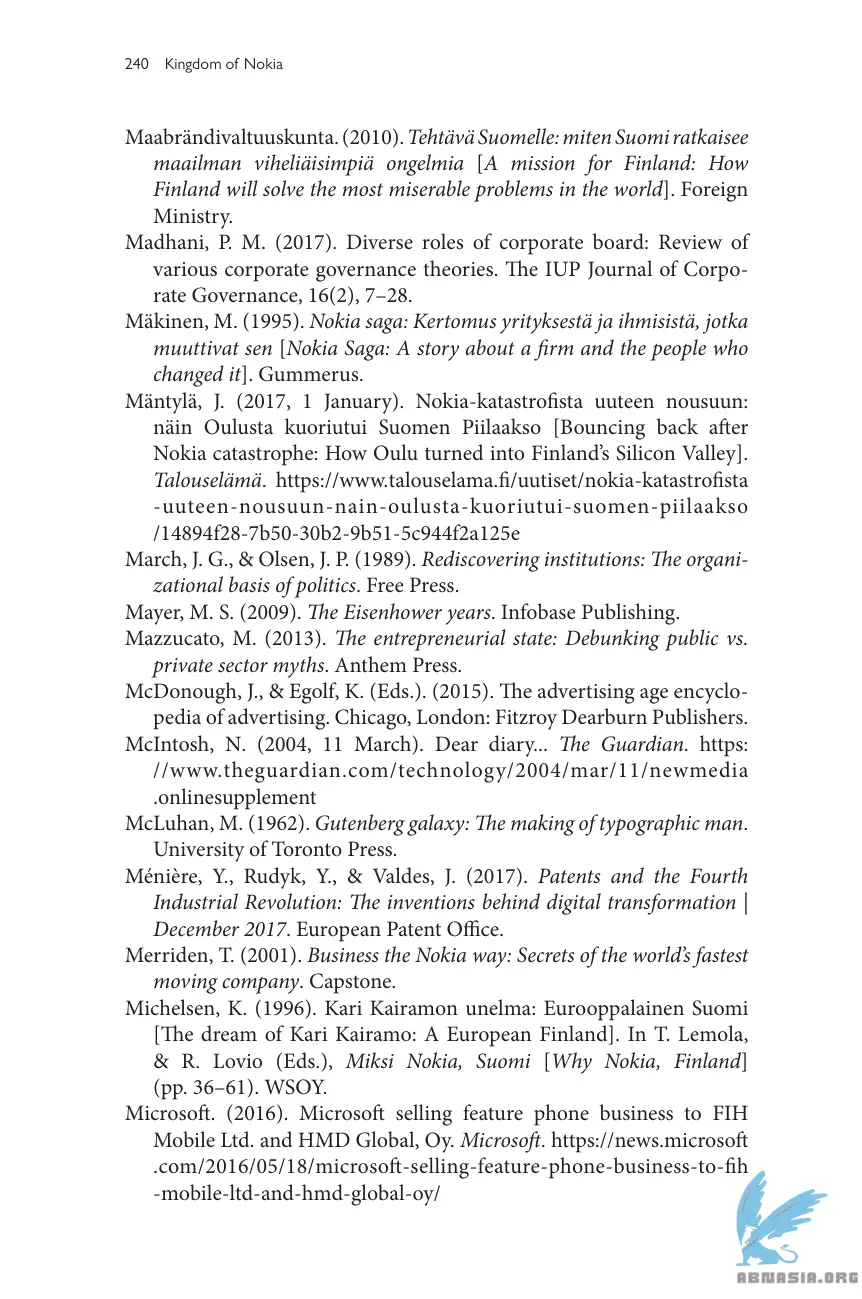 240 Kingdom of Nokia
Maabrändivaltuuskunta. (2010). Tehtävä Suomelle: miten Suomi ratkaisee
maailman viheliäisimpiä ongelmia [A mission for Finland: How
Finland will solve the most miserable problems in the world]. Foreign
Ministry.
Madhani, P. M. (2017). Diverse roles of corporate board: Review of
various corporate governance theories. The IUP Journal of Corpo-
rate Governance, 16(2), 7–28.
Mäkinen, M. (1995). Nokia saga: Kertomus yrityksestä ja ihmisistä, jotka
muuttivat sen [Nokia Saga: A story about a firm and the people who
changed it]. Gummerus.
Mäntylä, J. (2017, 1 January). Nokia-katastrofista uuteen nousuun:
näin Oulusta kuoriutui Suomen Piilaakso [Bouncing back after
Nokia catastrophe: How Oulu turned into Finland’s Silicon Valley].
Talouselämä. https://www.talouselama.fi/uutiset/nokia-katastrofista
-uuteen-nousuun-nain-oulusta-kuoriutui-suomen-piilaakso
/14894f28-7b50-30b2-9b51-5c944f2a125e
March, J. G., & Olsen, J. P. (1989). Rediscovering institutions: The organi-
zational basis of politics. Free Press.
Mayer, M. S. (2009). The Eisenhower years. Infobase Publishing.
Mazzucato, M. (2013). The entrepreneurial state: Debunking public vs.
private sector myths. Anthem Press.
McDonough, J., & Egolf, K. (Eds.). (2015). The advertising age encyclo-
pedia of advertising. Chicago, London: Fitzroy Dearburn Publishers.
McIntosh, N. (2004, 11 March). Dear diary... The Guardian. https:
//www.theguardian.com/technology/2004/mar/11/newmedia
.onlinesupplement
McLuhan, M. (1962). Gutenberg galaxy: The making of typographic man.
University of Toronto Press.
Ménière, Y., Rudyk, Y., & Valdes, J. (2017). Patents and the Fourth
Industrial Revolution: The inventions behind digital transformation |
December 2017. European Patent Office.
Merriden, T. (2001). Business the Nokia way: Secrets of the world’s fastest
moving company. Capstone.
Michelsen, K. (1996). Kari Kairamon unelma: Eurooppalainen Suomi
[The dream of Kari Kairamo: A European Finland]. In T. Lemola,
& R. Lovio (Eds.), Miksi Nokia, Suomi [Why Nokia, Finland]
(pp. 36–61). WSOY.
Microsoft. (2016). Microsoft selling feature phone business to FIH
Mobile Ltd. and HMD Global, Oy. Microsoft. https://news.microsoft
.com/2016/05/18/microsoft-selling-feature-phone-business-to-fih
-mobile-ltd-and-hmd-global-oy/
ABNASIA.ORG